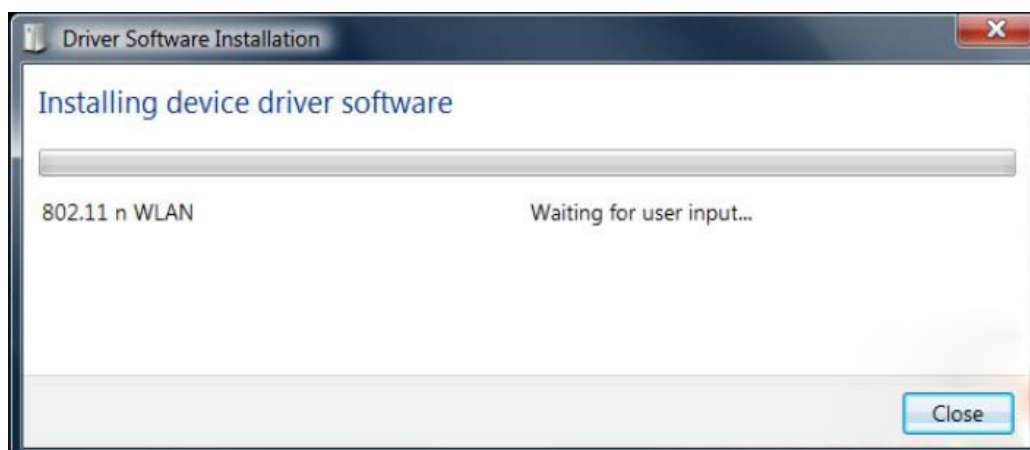 Driver Software Installation
Installing device driver software
802.11 n WLAN Waiting for user input...
Close